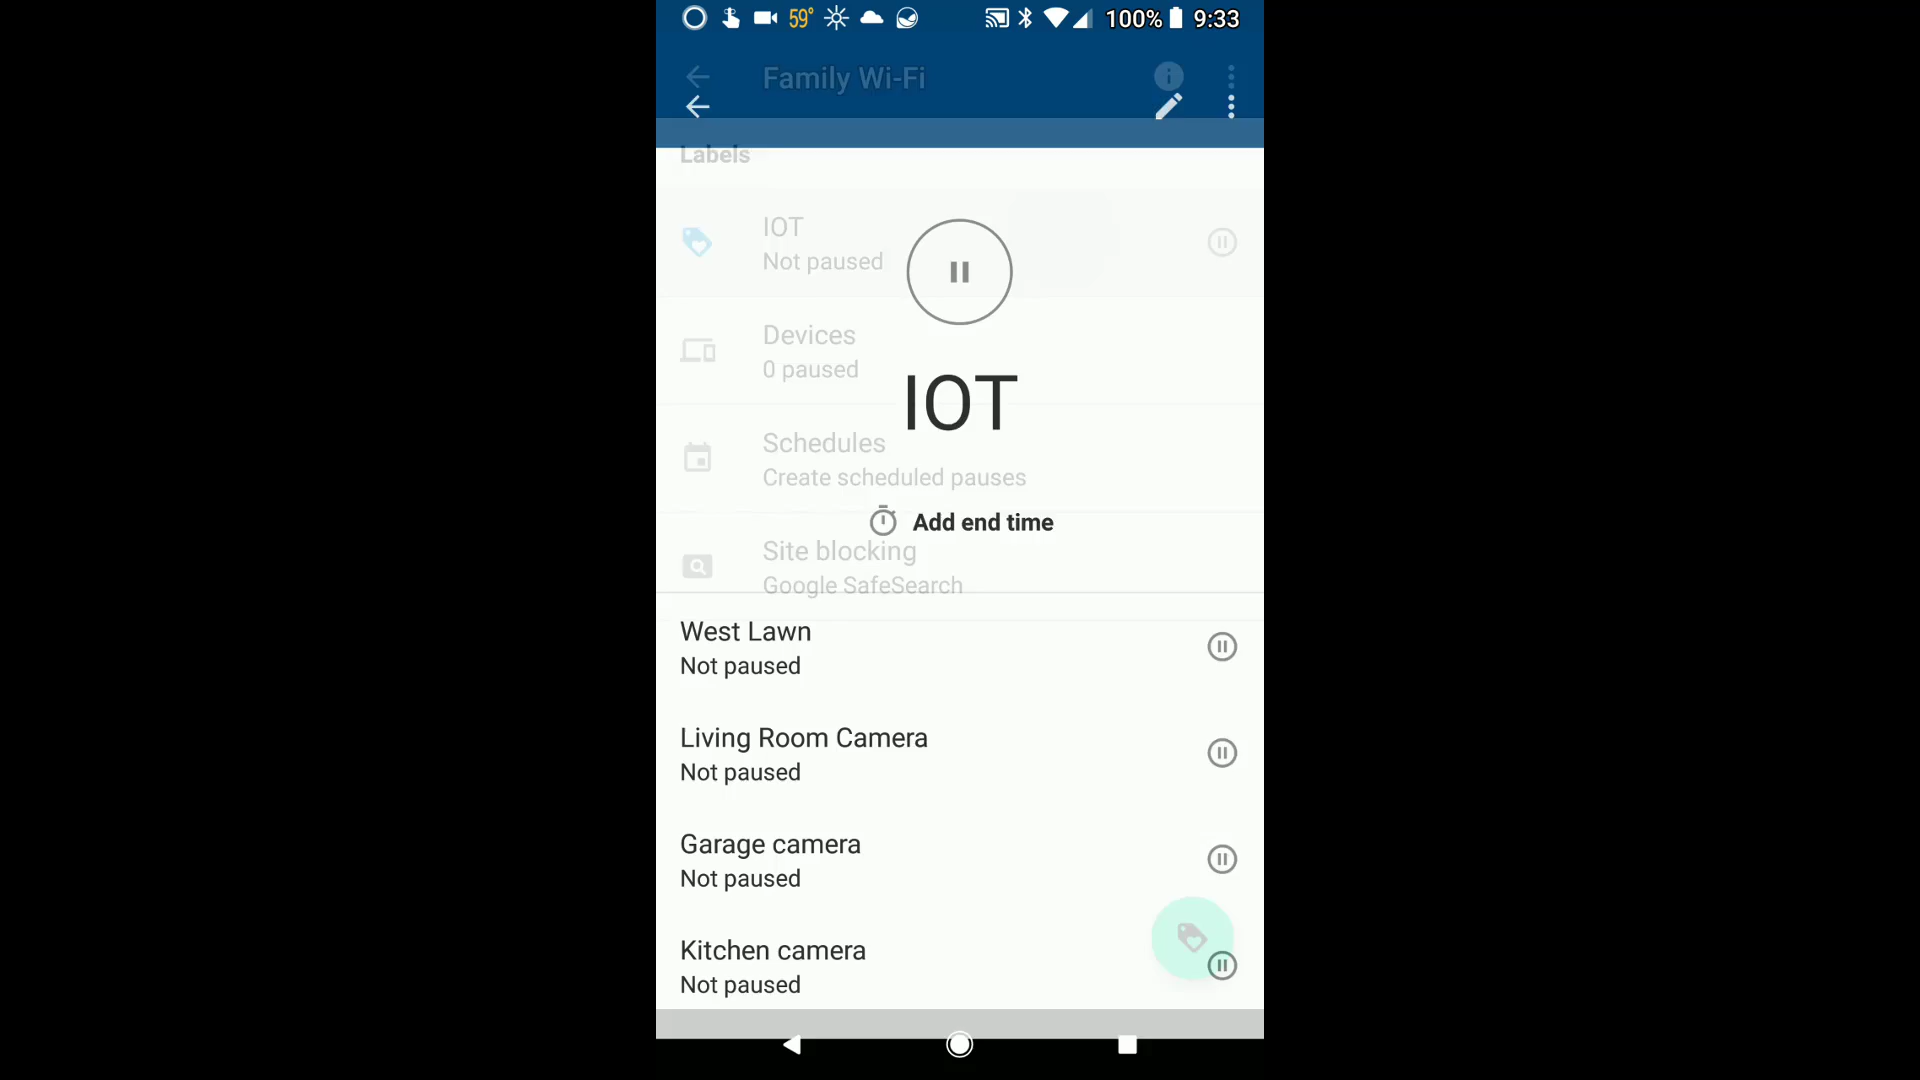 59° 100% 9:33
Family Wi-Fi
Labels
IOT
Not paused
Devices
0 paused
IOT
Schedules
Create scheduled pauses
Add end time
Site blocking
Google SafeSearch
West Lawn
Not paused
Living Room Camera
Not paused
Garage camera
Not paused
Kitchen camera
Not paused